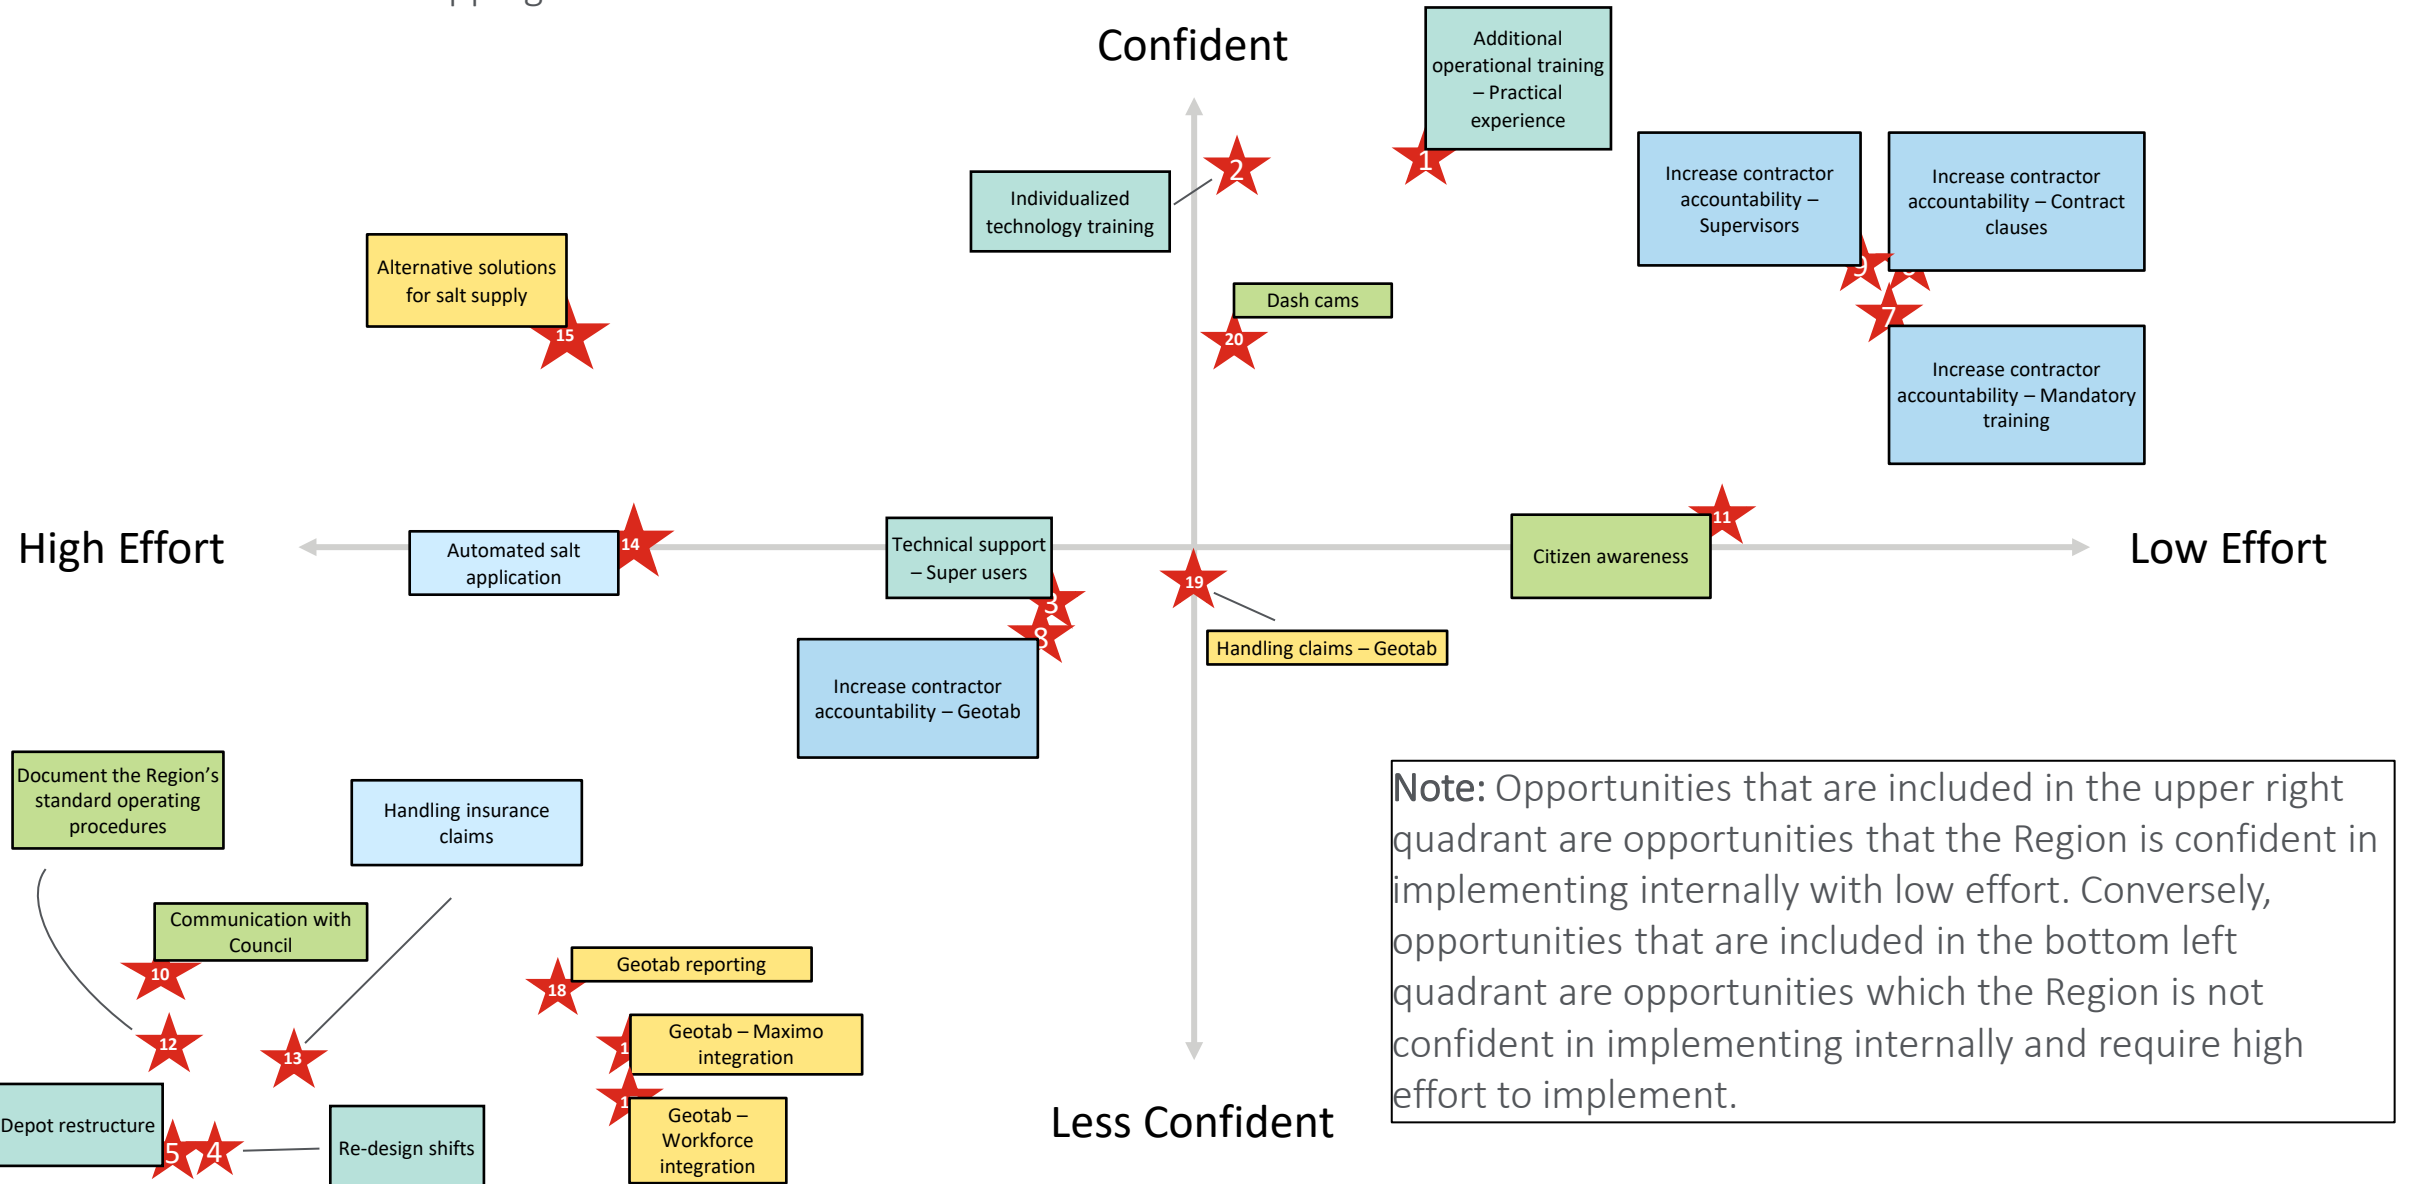 Confident
Additional
operational training
– Practical
experience
1
2
Individualized
technology training
Increase contractor
accountability –
Supervisors
9
Increase contractor
accountability – Contract
clauses
7
Increase contractor
accountability – Mandatory
training
Alternative solutions
for salt supply
15
Dash cams
20
High Effort
Automated salt
application
14
Technical support
– Super users
3
8
Increase contractor
accountability – Geotab
19
Handling claims – Geotab
Citizen awareness
11
Low Effort
Document the Region's
standard operating
procedures
12
Handling insurance
claims
13
Communication with
Council
10
Geotab reporting
18
Geotab – Maximo
integration
1
Geotab –
Workforce
integration
1
Depot restructure
5
4
Re-design shifts
Less Confident
Note: Opportunities that are included in the upper right
quadrant are opportunities that the Region is confident in
implementing internally with low effort. Conversely,
opportunities that are included in the bottom left
quadrant are opportunities which the Region is not
confident in implementing internally and require high
effort to implement.